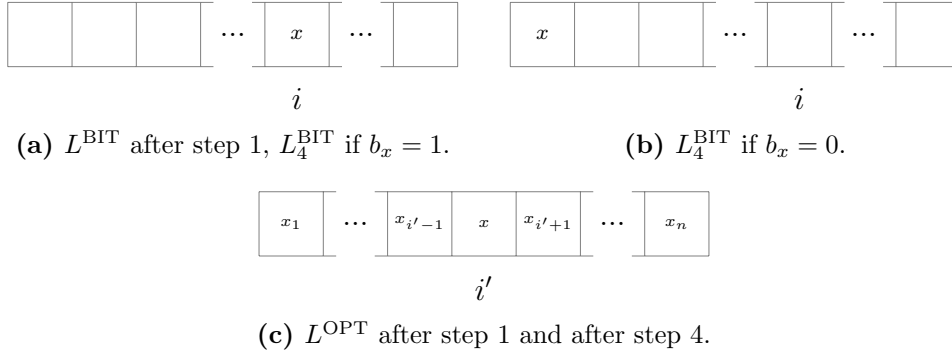 ... x ...
i
x ... ...
i
(a) L^BIT after step 1, L_4^BIT if b_x = 1.
(b) L_4^BIT if b_x = 0.
x_1 ... x_{i'-1} x x_{i'+1} ... x_n
i'
(c) L^OPT after step 1 and after step 4.